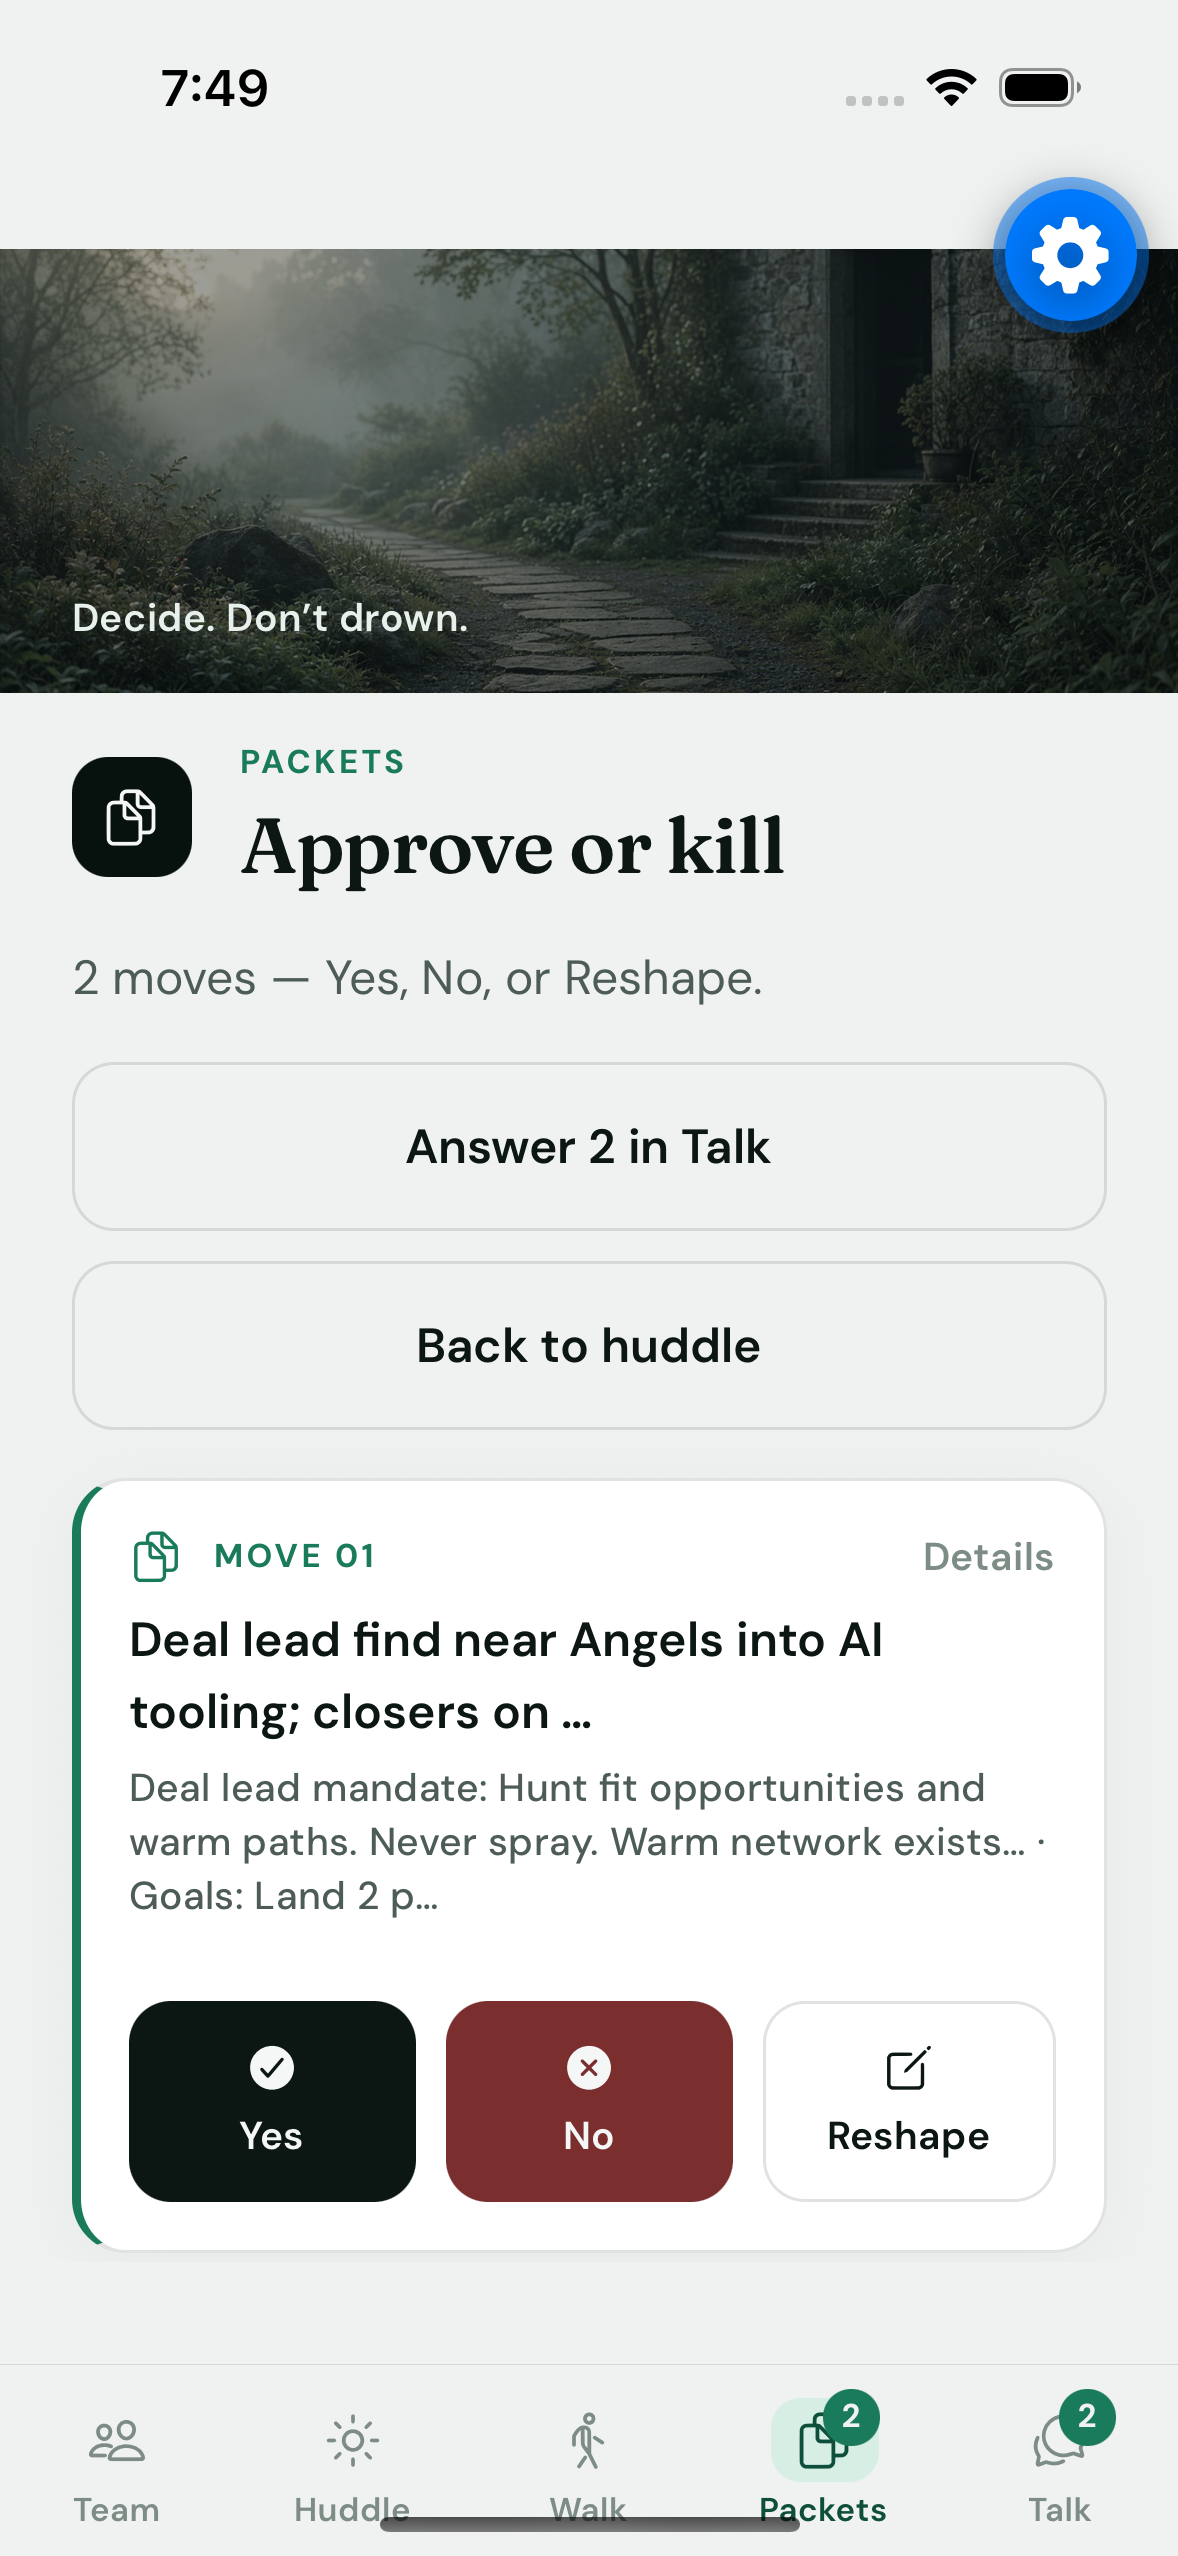 7:49
Decide. Don’t drown.
PACKETS
Approve or kill
2 moves — Yes, No, or Reshape.
Answer 2 in Talk
Back to huddle
MOVE 01
Details
Deal lead find near Angels into AI
tooling; closers on ...
Deal lead mandate: Hunt fit opportunities and
warm paths. Never spray. Warm network exists... ·
Goals: Land 2 p...
Yes
No
Reshape
2
2
Team
Huddle
Walk
Packets
Talk